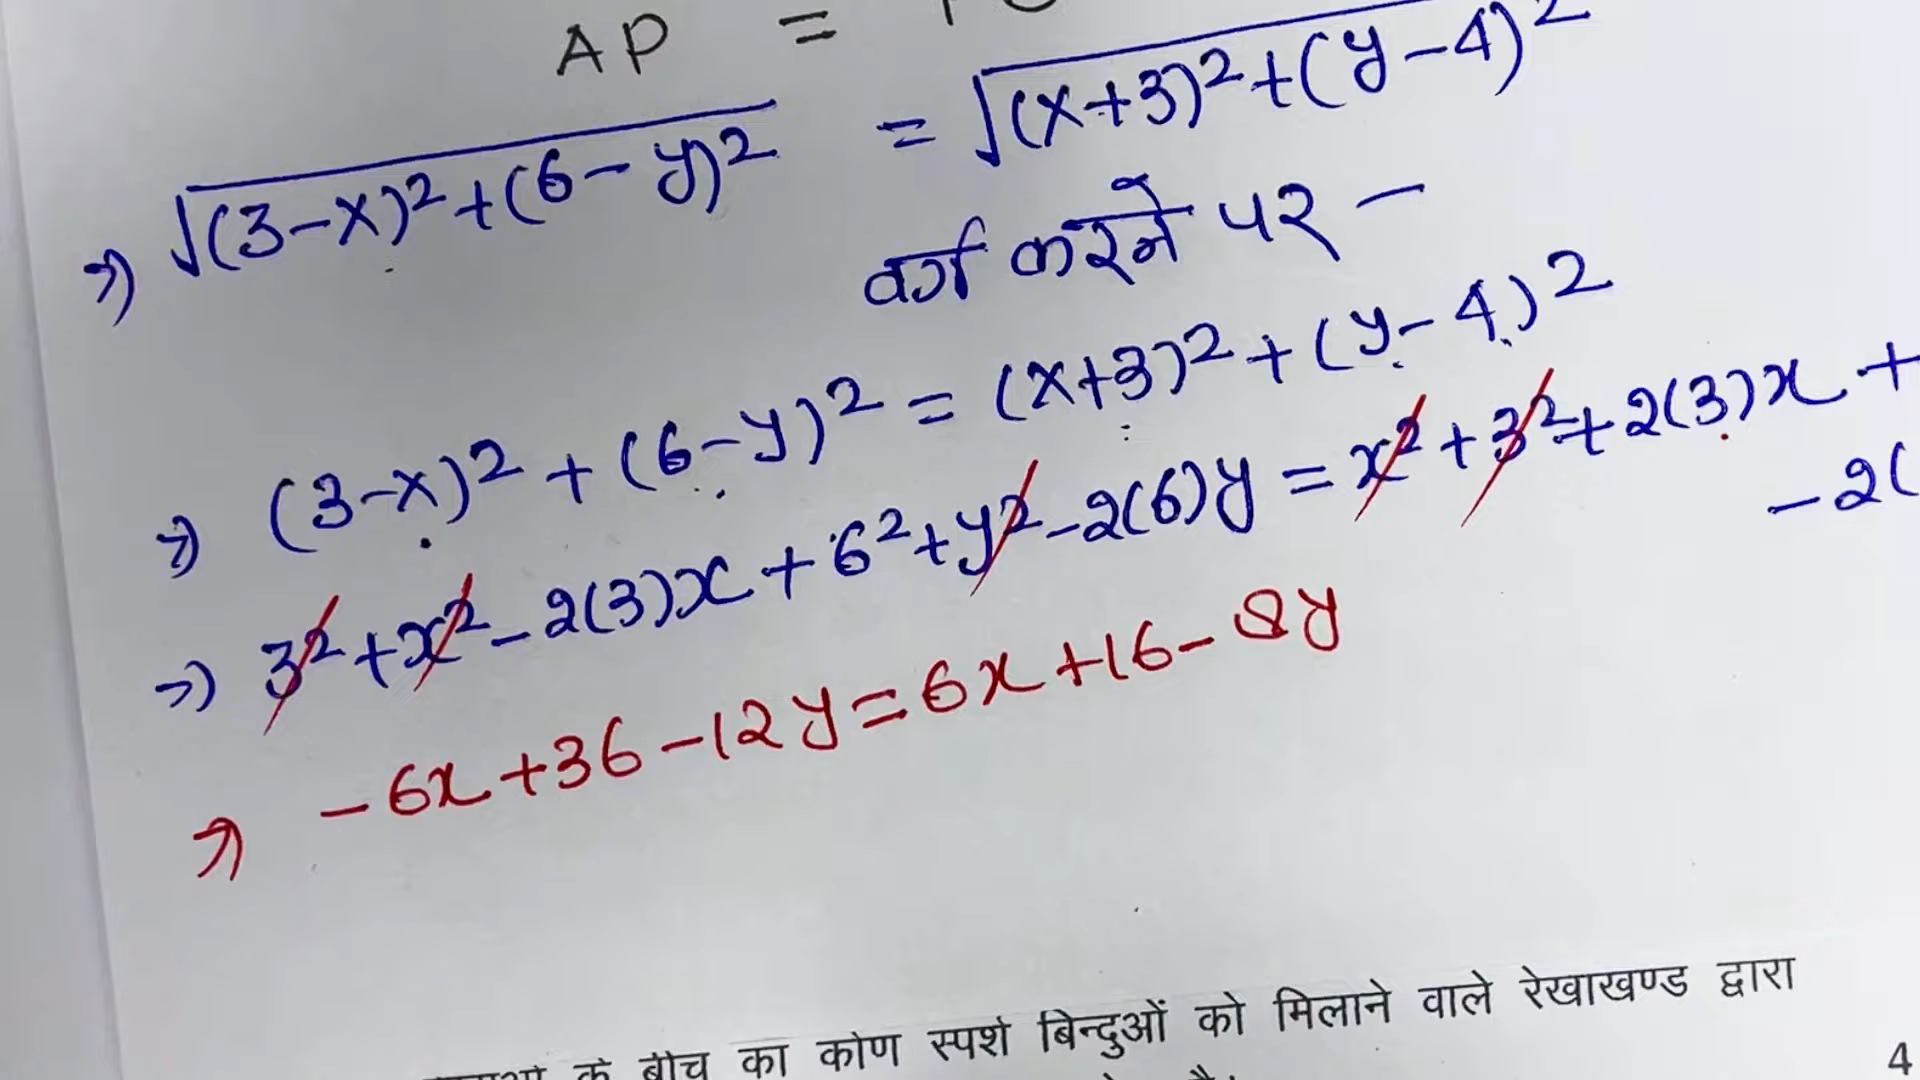 AP =
⇒ √(3-x)²+(6-y)² = √(x+3)²+(y-4)²
वर्ग करने पर -
⇒ (3-x)² + (6-y)² = (x+3)² + (y-4)²
⇒ 3²+x²-2(3)x+6²+y²-2(6)y = x²+3²+2(3)x +
-2(
⇒ -6x+36-12y=6x+16-8y
के बीच का कोण स्पर्श बिन्दुओं को मिलाने वाले रेखाखण्ड द्वारा
4